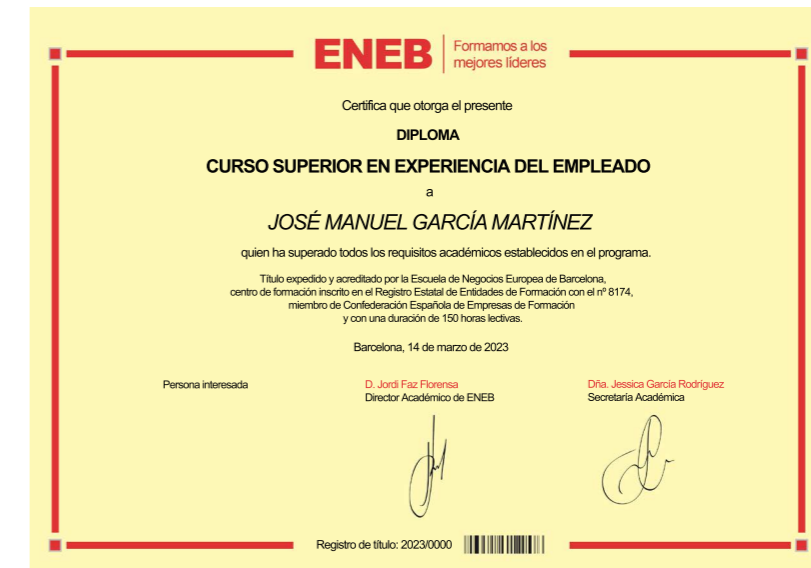 ENEB
Formamos a los
mejores líderes
Certifica que otorga el presente
DIPLOMA
CURSO SUPERIOR EN EXPERIENCIA DEL EMPLEADO
a
JOSÉ MANUEL GARCÍA MARTÍNEZ
quien ha superado todos los requisitos académicos establecidos en el programa.
Título expedido y acreditado por la Escuela de Negocios Europea de Barcelona,
centro de formación inscrito en el Registro Estatal de Entidades de Formación con el nº 8174,
miembro de Confederación Española de Empresas de Formación
y con una duración de 150 horas lectivas.
Barcelona, 14 de marzo de 2023
Persona interesada
D. Jordi Faz Florensa
Director Académico de ENEB
Dña. Jessica García Rodríguez
Secretaría Académica
Registro de título: 2023/0000